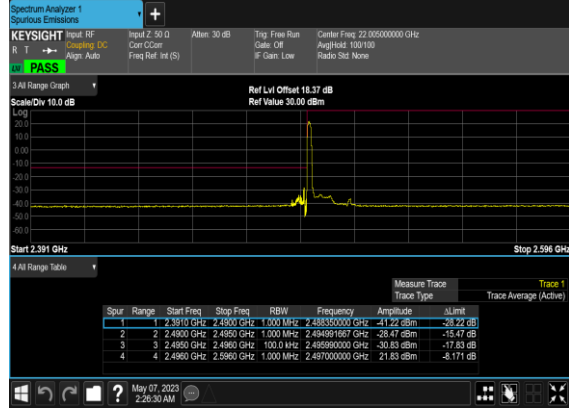 Spectrum Analyzer 1
Spurious Emissions
KEYSIGHT Input: RF Input Z: 50 Ω Atten: 30 dB Trig: Free Run Center Freq: 22.005000000 GHz
R T Coupling: DC Corr CCorr Gate: Off Avg|Hold: 100/100
Align: Auto Freq Ref: Int (S) IF Gain: Low Radio Std: None
LV PASS
3 All Range Graph
Ref Lvl Offset 18.37 dB
Scale/Div 10.0 dB Ref Value 30.00 dBm
Log
20.0
10.0
0.00
-10.0
-20.0
-30.0
-40.0
-50.0
-60.0
Start 2.391 GHz Stop 2.596 GHz
4 All Range Table
Measure Trace Trace 1
Trace Type Trace Average (Active)
Spur Range Start Freq Stop Freq RBW Frequency Amplitude ΔLimit
1 1 2.3910 GHz 2.4900 GHz 1.000 MHz 2.488350000 GHz -41.22 dBm -28.22 dB
2 2 2.4900 GHz 2.4950 GHz 1.000 MHz 2.494991667 GHz -28.47 dBm -15.47 dB
3 3 2.4950 GHz 2.4960 GHz 100.0 kHz 2.495990000 GHz -30.83 dBm -17.83 dB
4 4 2.4960 GHz 2.5960 GHz 1.000 MHz 2.497000000 GHz 21.83 dBm -8.171 dB
? May 07, 2023
2:26:30 AM